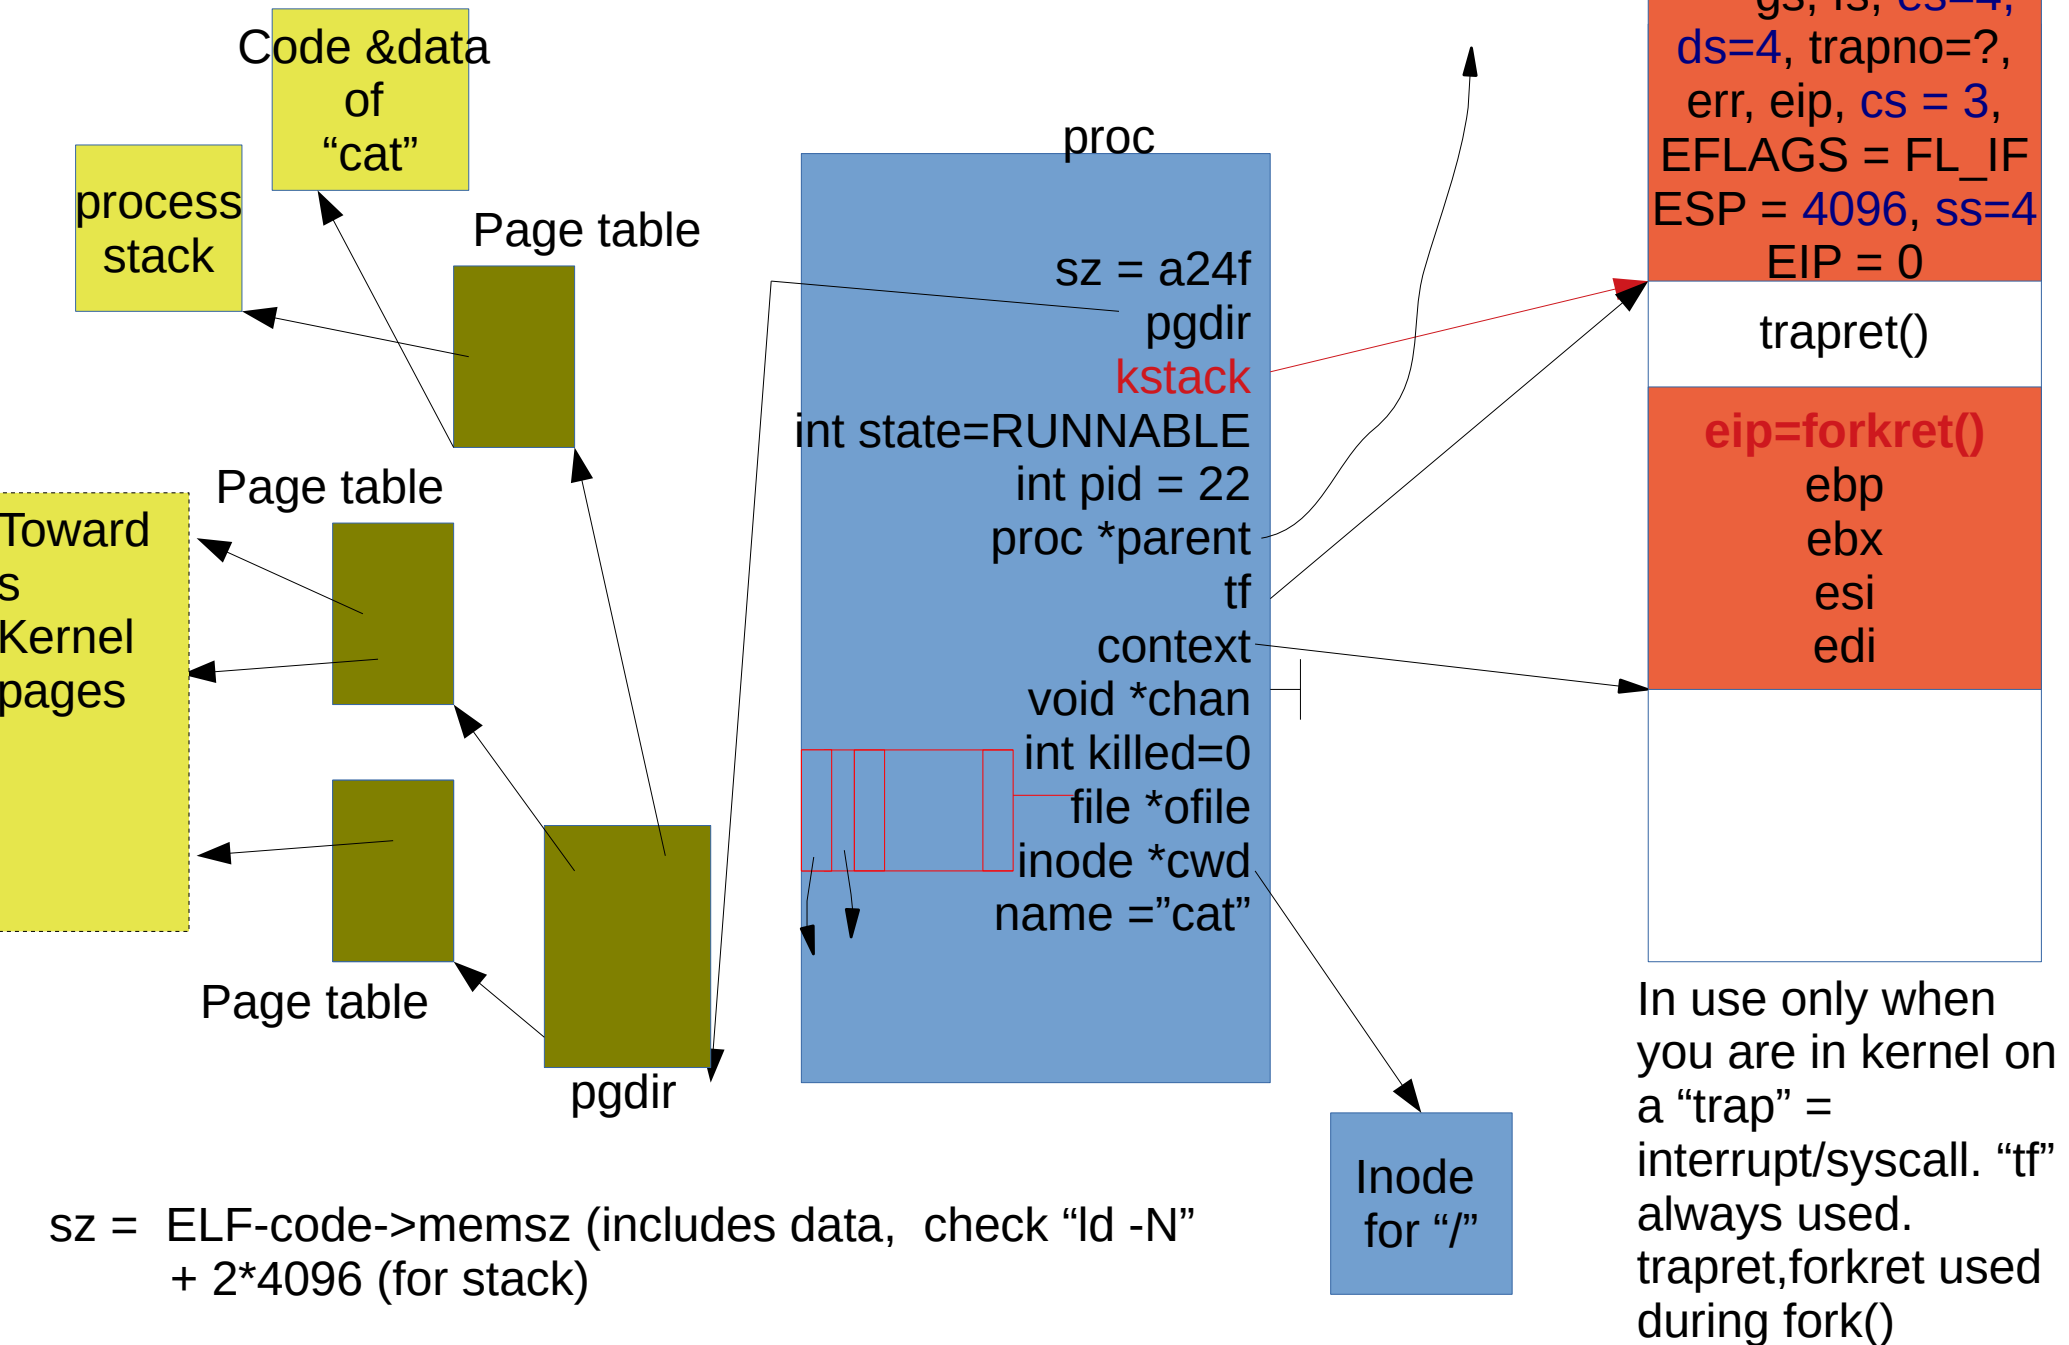 Code &data
of
“cat”
process
stack
Page table
Page table
Toward
s
Kernel
pages
Page table
pgdir
proc
sz = a24f
pgdir
kstack
int state=RUNNABLE
int pid = 22
proc *parent
tf
context
void *chan
int killed=0
file *ofile
inode *cwd
name =”cat”
gs, fs, es=4,
ds=4, trapno=?,
err, eip, cs = 3,
EFLAGS = FL_IF
ESP = 4096, ss=4
EIP = 0
trapret()
eip=forkret()
ebp
ebx
esi
edi
In use only when
you are in kernel on
a “trap” =
interrupt/syscall. “tf”
always used.
trapret,forkret used
during fork()
Inode
for “/”
sz =  ELF-code->memsz (includes data,  check “ld -N”
+ 2*4096 (for stack)